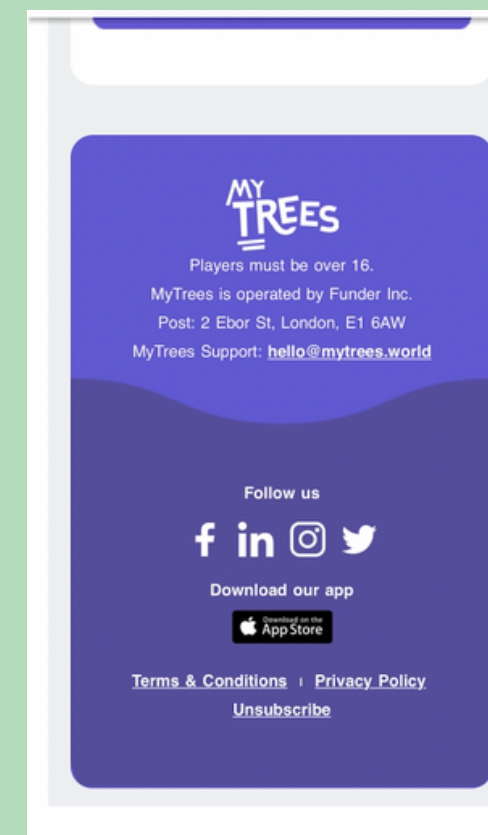 MY
TREES
Players must be over 16.
MyTrees is operated by Funder Inc.
Post: 2 Ebor St, London, E1 6AW
MyTrees Support: hello@mytrees.world
Follow us
f in
Download our app
Download on the
App Store
Terms & Conditions | Privacy Policy
Unsubscribe